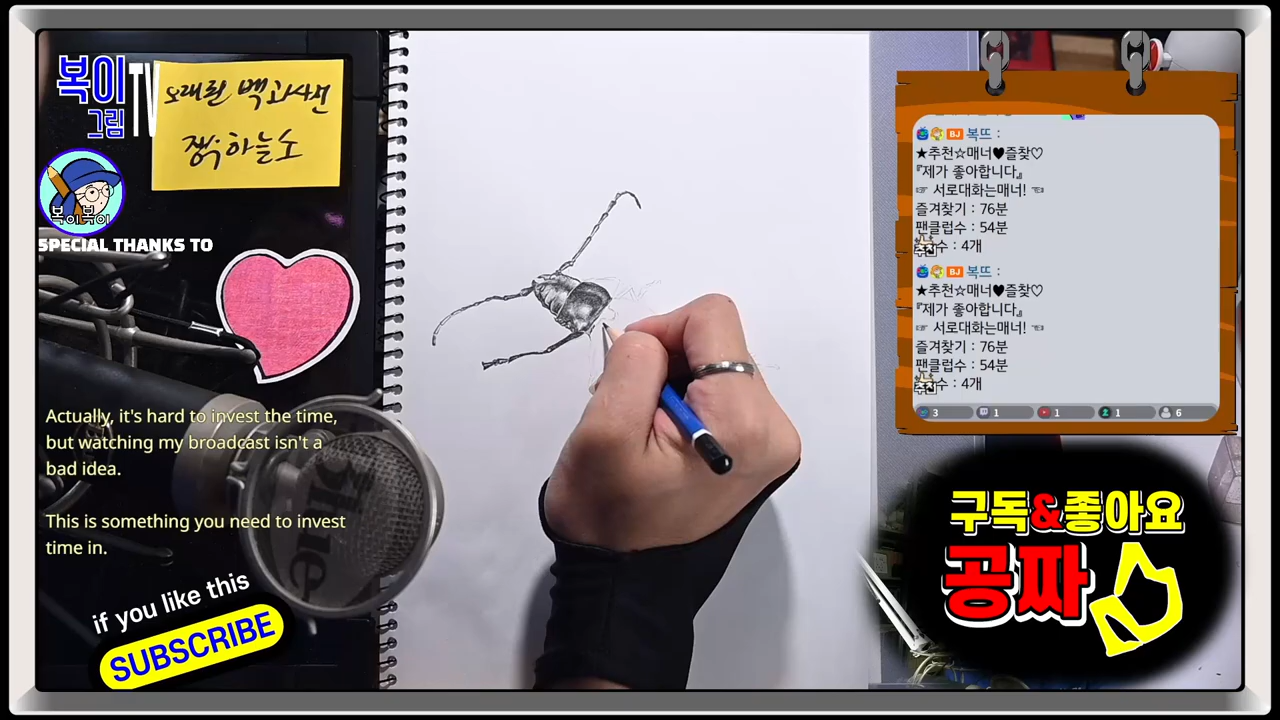 복이
그림
TV
오래된 백과사전
쟁;하늘소
복이복이
SPECIAL THANKS TO
Actually, it's hard to invest the time,
but watching my broadcast isn't a
bad idea.
This is something you need to invest
time in.
Blue
if you like this
SUBSCRIBE
BJ 복뜨 :
★추천☆매너♥즐찾♡
『제가 좋아합니다』
☞ 서로대화는매너! ☜
즐겨찾기 : 76분
팬클럽수 : 54분
수 : 4개
BJ 복뜨 :
★추천☆매너♥즐찾♡
『제가 좋아합니다』
☞ 서로대화는매너! ☜
즐겨찾기 : 76분
팬클럽수 : 54분
수 : 4개
3 1 1 1 6
구독&좋아요
공짜